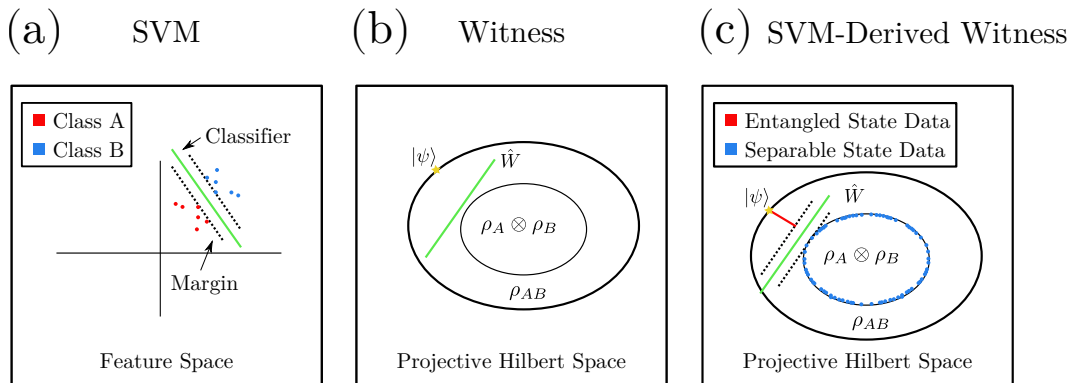 (a) SVM
Class A
Class B
Classifier
Margin
Feature Space
(b) Witness
|ψ⟩
Ŵ
ρ_A ⊗ ρ_B
ρ_AB
Projective Hilbert Space
(c) SVM-Derived Witness
Entangled State Data
Separable State Data
|ψ⟩
Ŵ
ρ_A ⊗ ρ_B
ρ_AB
Projective Hilbert Space